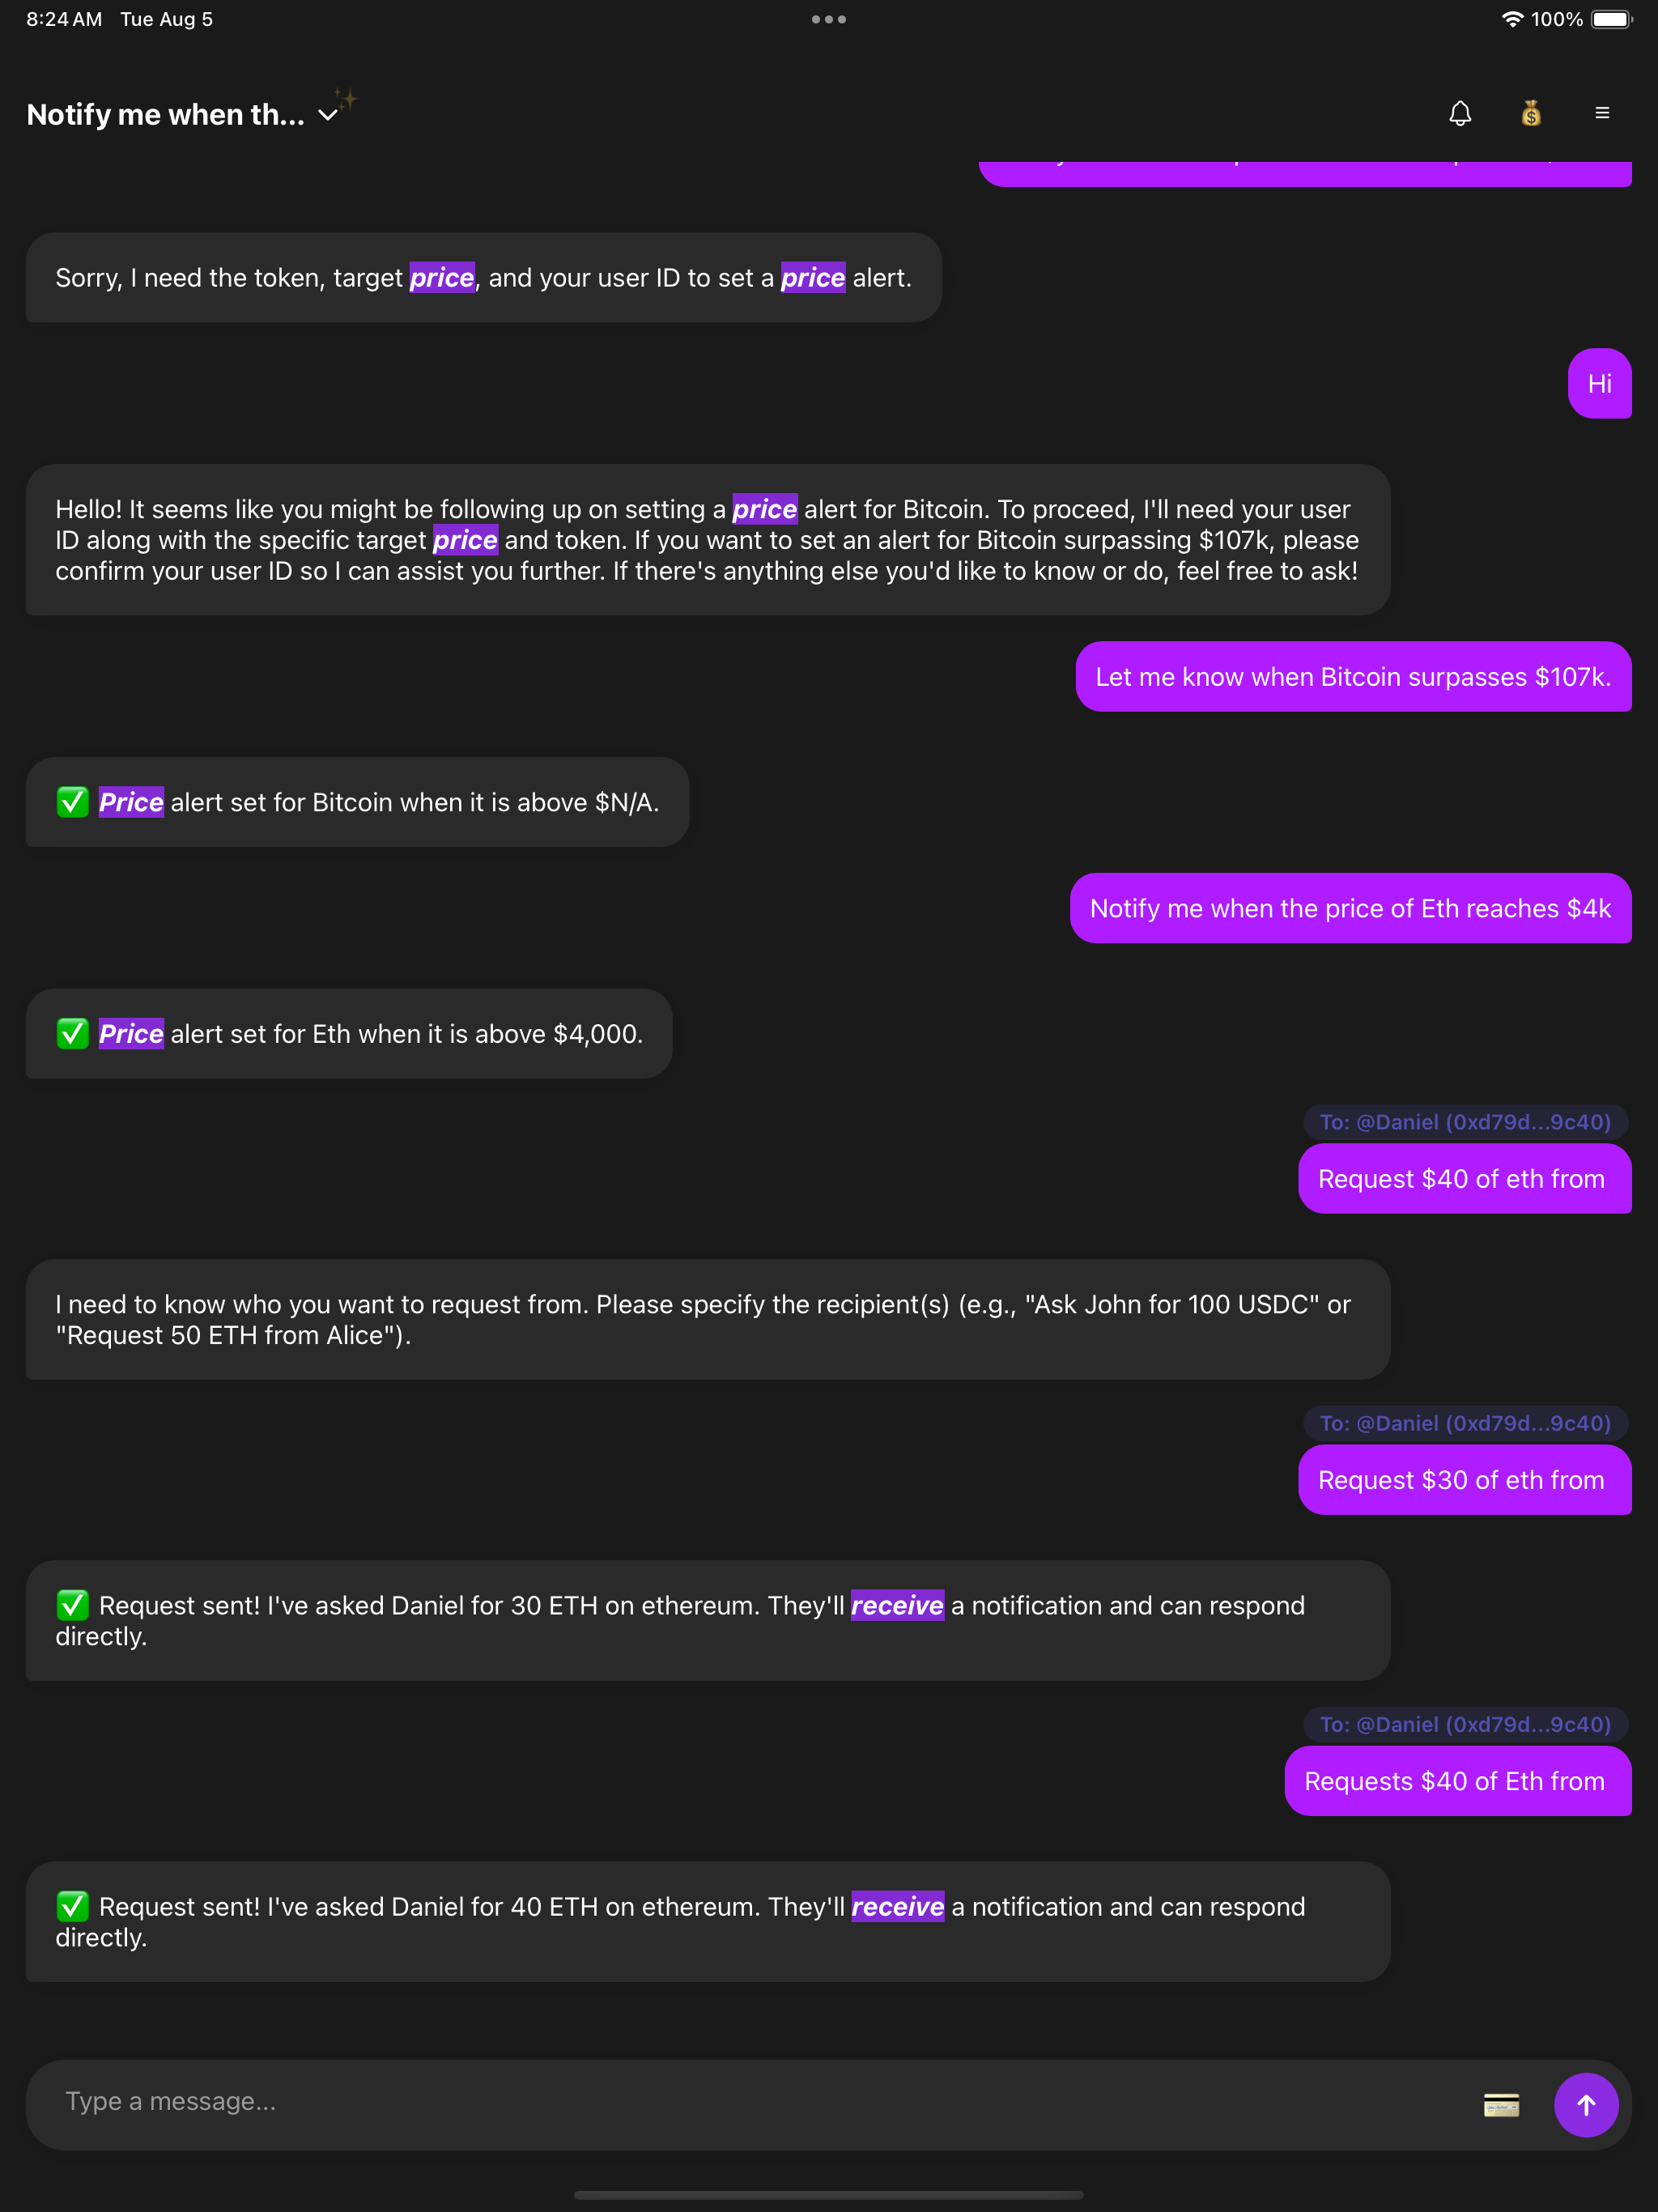 8:24 AM Tue Aug 5
100%
Notify me when th...
Sorry, I need the token, target price, and your user ID to set a price alert.
Hi
Hello! It seems like you might be following up on setting a price alert for Bitcoin. To proceed, I'll need your user
ID along with the specific target price and token. If you want to set an alert for Bitcoin surpassing $107k, please
confirm your user ID so I can assist you further. If there's anything else you'd like to know or do, feel free to ask!
Let me know when Bitcoin surpasses $107k.
✅ Price alert set for Bitcoin when it is above $N/A.
Notify me when the price of Eth reaches $4k
✅ Price alert set for Eth when it is above $4,000.
To: @Daniel (0xd79d...9c40)
Request $40 of eth from
I need to know who you want to request from. Please specify the recipient(s) (e.g., "Ask John for 100 USDC" or
"Request 50 ETH from Alice").
To: @Daniel (0xd79d...9c40)
Request $30 of eth from
✅ Request sent! I've asked Daniel for 30 ETH on ethereum. They'll receive a notification and can respond
directly.
To: @Daniel (0xd79d...9c40)
Requests $40 of Eth from
✅ Request sent! I've asked Daniel for 40 ETH on ethereum. They'll receive a notification and can respond
directly.
Type a message...